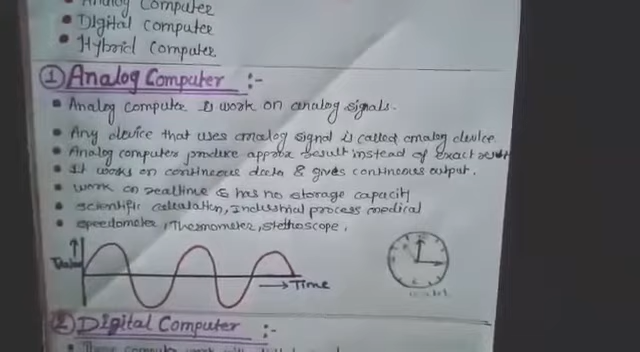 Analog Computer
• Digital Computer
• Hybrid Computer
① Analog Computer :-
• Analog computer is work on analog signals.
• Any device that uses analog signal is called analog device
• Analog computer produce approx result instead of exact result
• It works on continuous data & gives continuous output.
• work on realtime & has no storage capacity
• scientific calculation, Industrial process medical
• speedometer, Thermometer, stethoscope,
→ Time
② Digital Computer :-